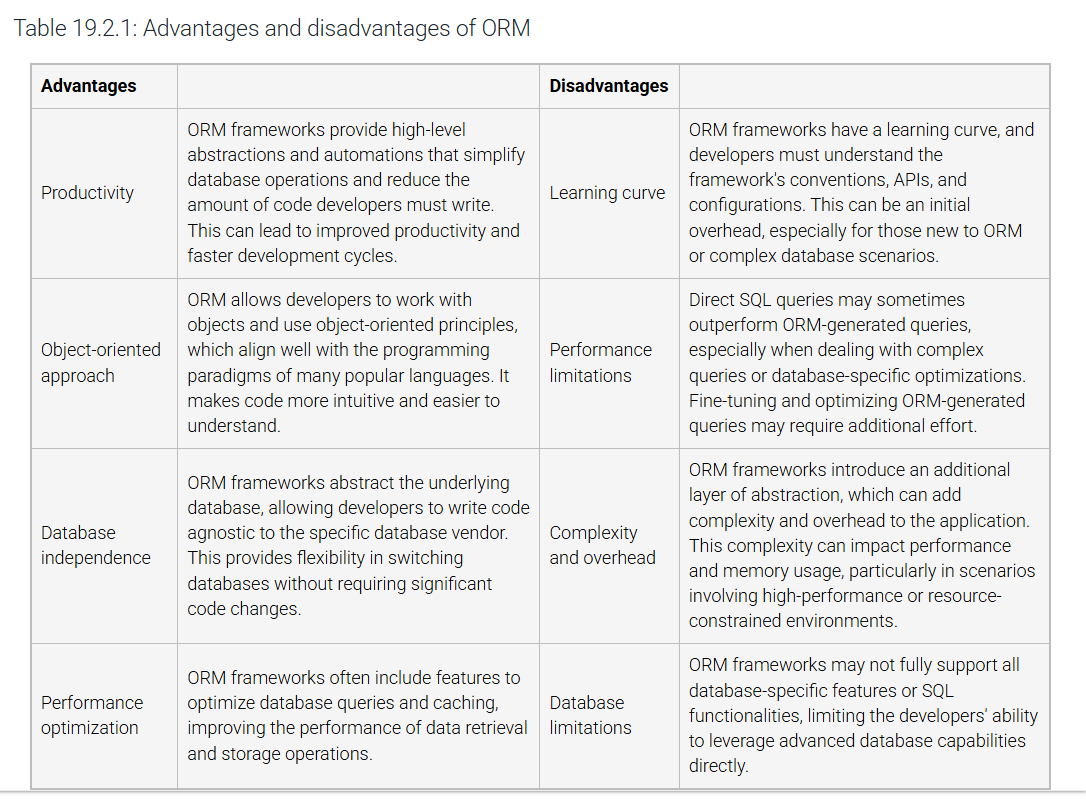 Table 19.2.1: Advantages and disadvantages of ORM
Advantages
Disadvantages
Productivity
ORM frameworks provide high-level
abstractions and automations that simplify
database operations and reduce the
amount of code developers must write.
This can lead to improved productivity and
faster development cycles.
Learning curve
ORM frameworks have a learning curve, and
developers must understand the
framework's conventions, APIs, and
configurations. This can be an initial
overhead, especially for those new to ORM
or complex database scenarios.
Object-oriented
approach
ORM allows developers to work with
objects and use object-oriented principles,
which align well with the programming
paradigms of many popular languages. It
makes code more intuitive and easier to
understand.
Performance
limitations
Direct SQL queries may sometimes
outperform ORM-generated queries,
especially when dealing with complex
queries or database-specific optimizations.
Fine-tuning and optimizing ORM-generated
queries may require additional effort.
Database
independence
ORM frameworks abstract the underlying
database, allowing developers to write code
agnostic to the specific database vendor.
This provides flexibility in switching
databases without requiring significant
code changes.
Complexity
and overhead
ORM frameworks introduce an additional
layer of abstraction, which can add
complexity and overhead to the application.
This complexity can impact performance
and memory usage, particularly in scenarios
involving high-performance or resource-
constrained environments.
Performance
optimization
ORM frameworks often include features to
optimize database queries and caching,
improving the performance of data retrieval
and storage operations.
Database
limitations
ORM frameworks may not fully support all
database-specific features or SQL
functionalities, limiting the developers' ability
to leverage advanced database capabilities
directly.